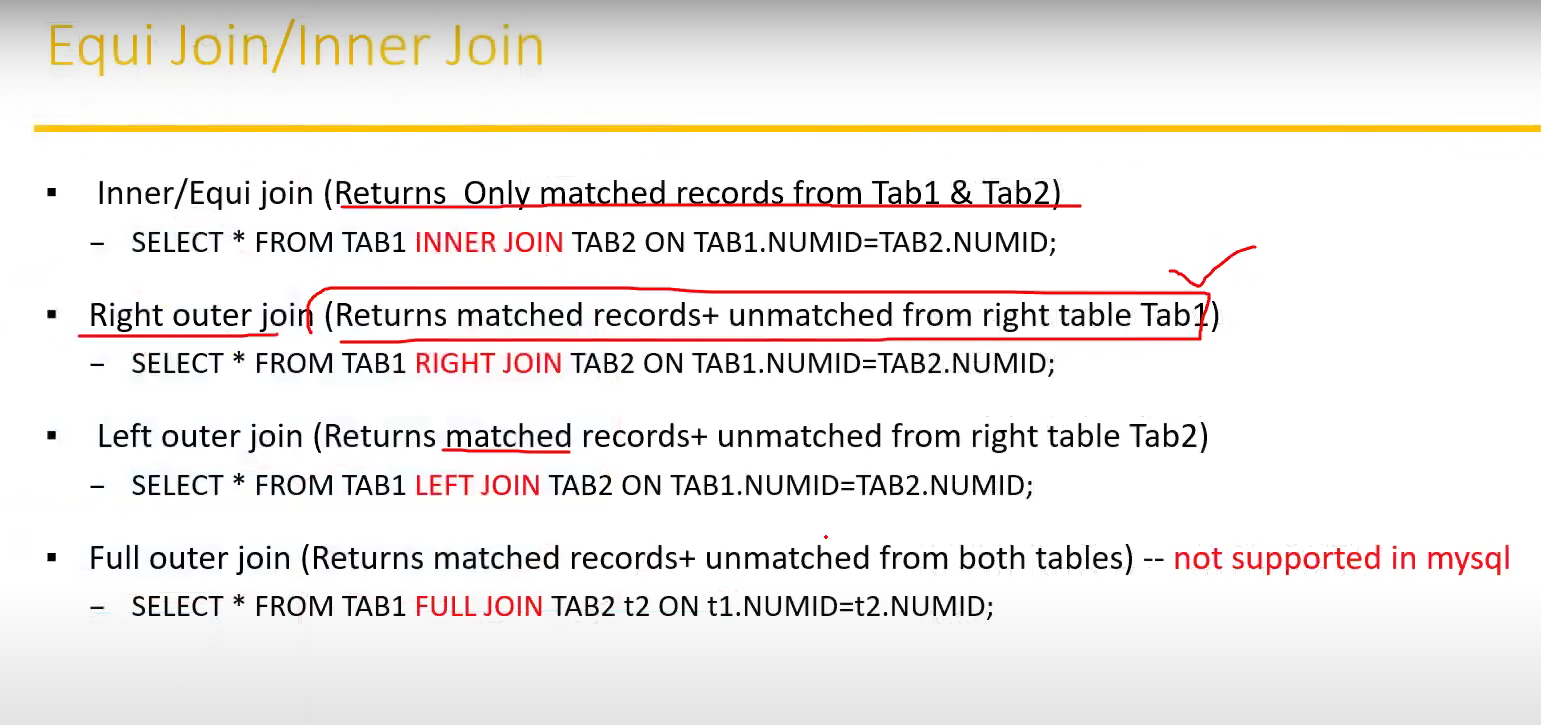 Equi Join/Inner Join
▪ Inner/Equi join (Returns Only matched records from Tab1 & Tab2)
– SELECT * FROM TAB1 INNER JOIN TAB2 ON TAB1.NUMID=TAB2.NUMID;
▪ Right outer join (Returns matched records+ unmatched from right table Tab1)
– SELECT * FROM TAB1 RIGHT JOIN TAB2 ON TAB1.NUMID=TAB2.NUMID;
▪ Left outer join (Returns matched records+ unmatched from right table Tab2)
– SELECT * FROM TAB1 LEFT JOIN TAB2 ON TAB1.NUMID=TAB2.NUMID;
▪ Full outer join (Returns matched records+ unmatched from both tables) -- not supported in mysql
– SELECT * FROM TAB1 FULL JOIN TAB2 t2 ON t1.NUMID=t2.NUMID;